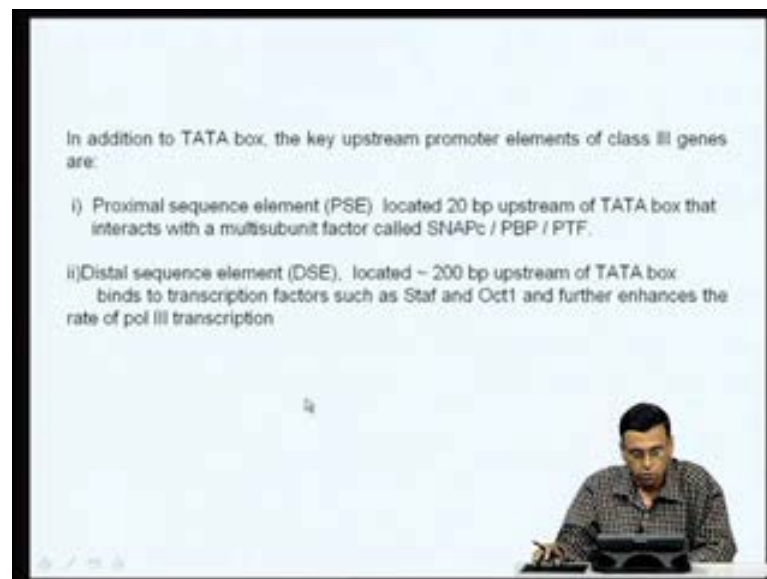 In addition to TATA box, the key upstream promoter elements of class III genes
are:
i) Proximal sequence element (PSE) located 20 bp upstream of TATA box that
interacts with a multisubunit factor called SNAPc / PBP / PTF.
ii)Distal sequence element (DSE), located ~ 200 bp upstream of TATA box
binds to transcription factors such as Staf and Oct1 and further enhances the
rate of pol III transcription